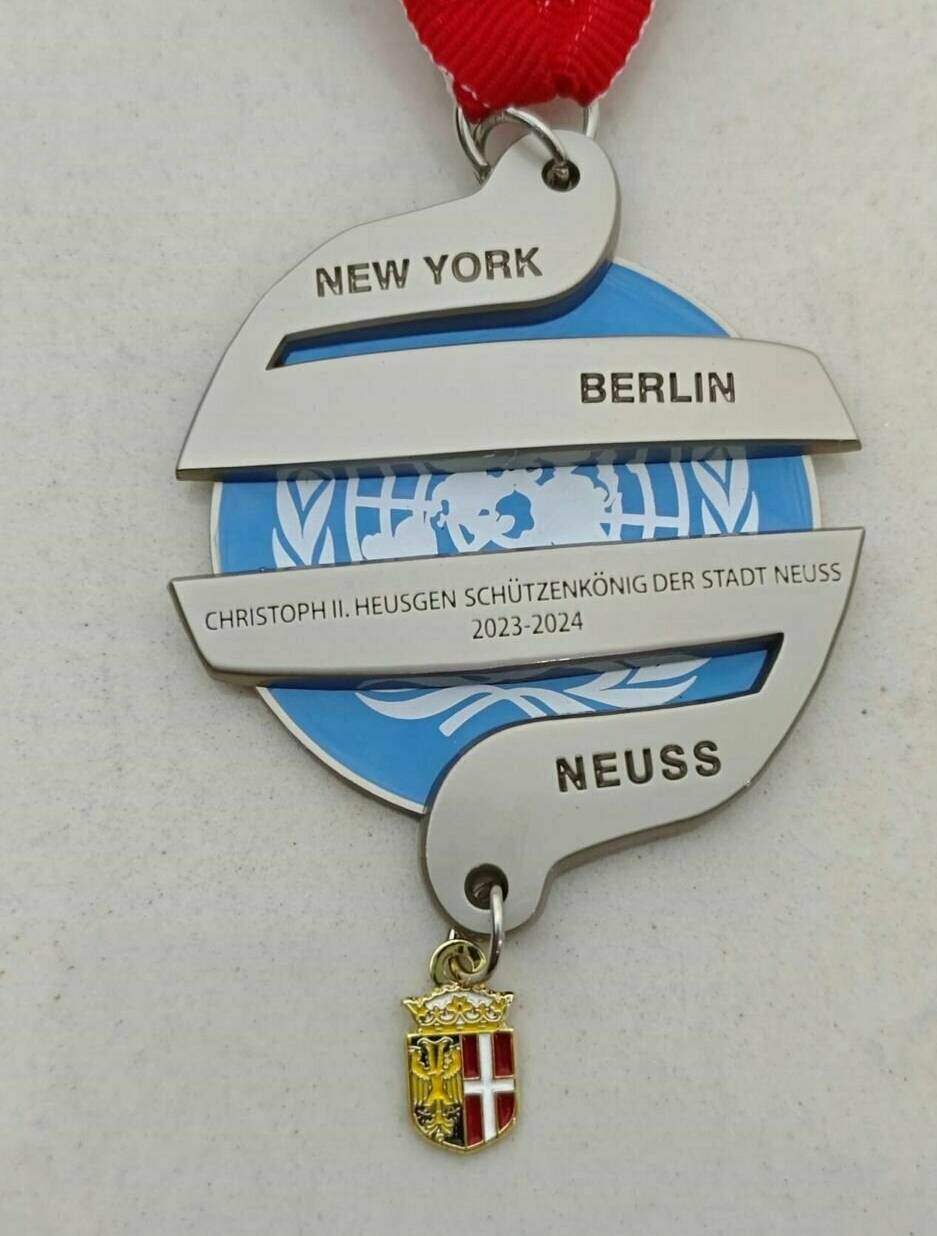 NEW YORK
BERLIN
CHRISTOPH II. HEUSGEN SCHÜTZENKÖNIG DER STADT NEUSS
2023-2024
NEUSS